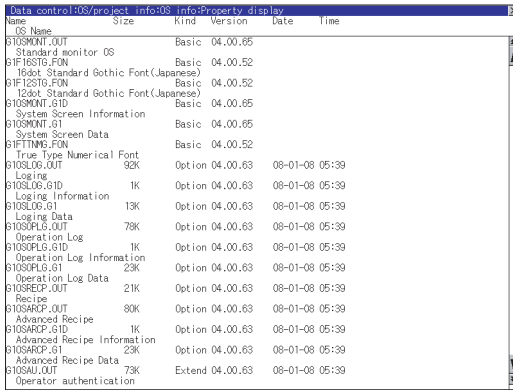 Data control:OS/project info:OS info:Property display
Name Size Kind Version Date Time
OS Name
G1OSMONT.OUT Basic 04.00.65
Standard monitor OS
G1F16STG.FON Basic 04.00.52
16dot Standard Gothic Font(Japanese)
G1F12STG.FON Basic 04.00.52
12dot Standard Gothic Font(Japanese)
G1OSMONT.G1D Basic 04.00.65
System Screen Information
G1OSMONT.G1 Basic 04.00.65
System Screen Data
G1FTTNMG.FON Basic 04.00.52
True Type Numerical Font
G1OSLOG.OUT 92K Option 04.00.63 08-01-08 05:39
Loging
G1OSLOG.G1D 1K Option 04.00.63 08-01-08 05:39
Loging Information
G1OSLOG.G1 13K Option 04.00.63 08-01-08 05:39
Loging Data
G1OSOPLG.OUT 78K Option 04.00.63 08-01-08 05:39
Operation Log
G1OSOPLG.G1D 1K Option 04.00.63 08-01-08 05:39
Operation Log Information
G1OSOPLG.G1 23K Option 04.00.63 08-01-08 05:39
Operation Log Data
G1OSRECP.OUT 21K Option 04.00.63 08-01-08 05:39
Recipe
G1OSARCP.OUT 80K Option 04.00.63 08-01-08 05:39
Advanced Recipe
G1OSARCP.G1D 1K Option 04.00.63 08-01-08 05:39
Advanced Recipe Information
G1OSARCP.G1 23K Option 04.00.63 08-01-08 05:39
Advanced Recipe Data
G1OSAU.OUT 73K Extend 04.00.63 08-01-08 05:39
Operator authentication